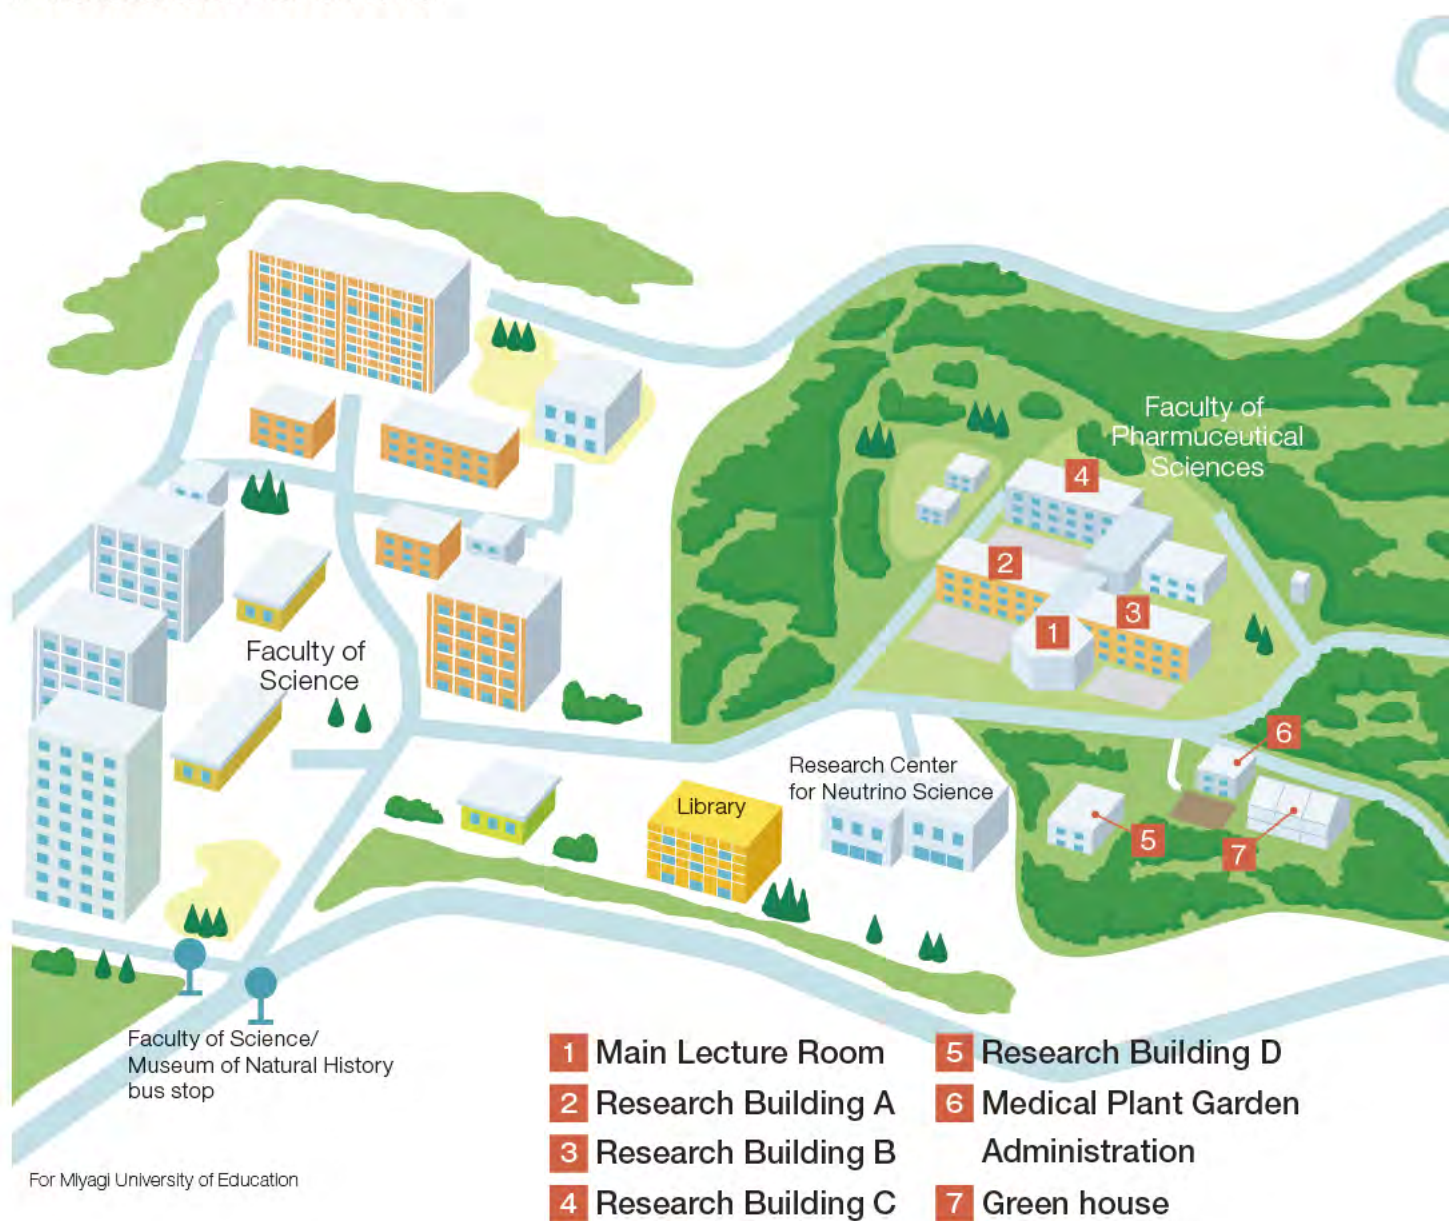 Faculty of
Pharmuceutical
Sciences
4
2
3
1
Faculty of
Science
6
Research Center
for Neutrino Science
Library
5
7
Faculty of Science/
Museum of Natural History
bus stop
1 Main Lecture Room
2 Research Building A
3 Research Building B
4 Research Building C
5 Research Building D
6 Medical Plant Garden
Administration
7 Green house
For Miyagi University of Education